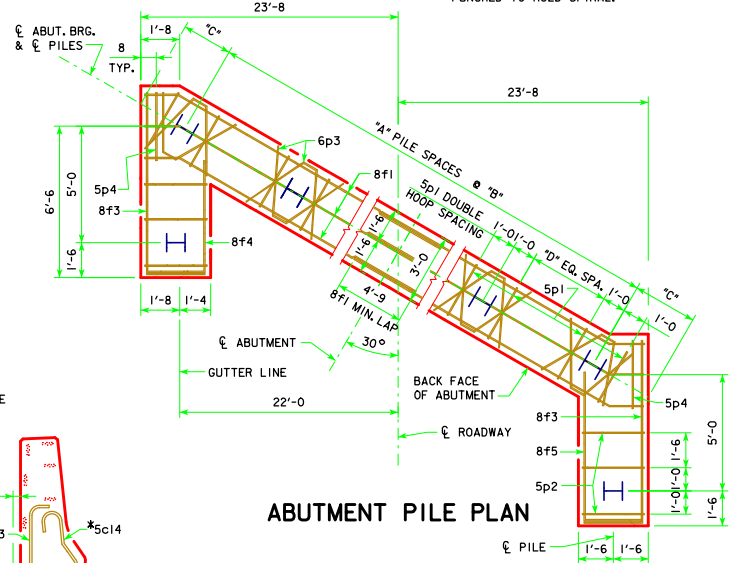 23'-8
1'-8
"C"
℄ ABUT. BRG.
& ℄ PILES
8
TYP.
23'-8
"A" PILE SPACES @ "B"
6p3
8f1
5p1 DOUBLE
HOOP SPACING
1'-0
1'-0
"D" EQ. SPA.
1'-0
"C"
1'-0
5p1
6'-6
5'-0
1'-6
5p4
8f3
8f4
1'-6
1'-6
3'-0
4'-9
8f1 MIN. LAP
1'-8
1'-4
30°
℄ ABUTMENT
GUTTER LINE
22'-0
BACK FACE
OF ABUTMENT
℄ ROADWAY
5p4
8f3
8f5
5p2
5'-0
1'-6
1'-0
1'-0
1'-6
ABUTMENT PILE PLAN
℄ PILE
1'-6
1'-6
*5c14